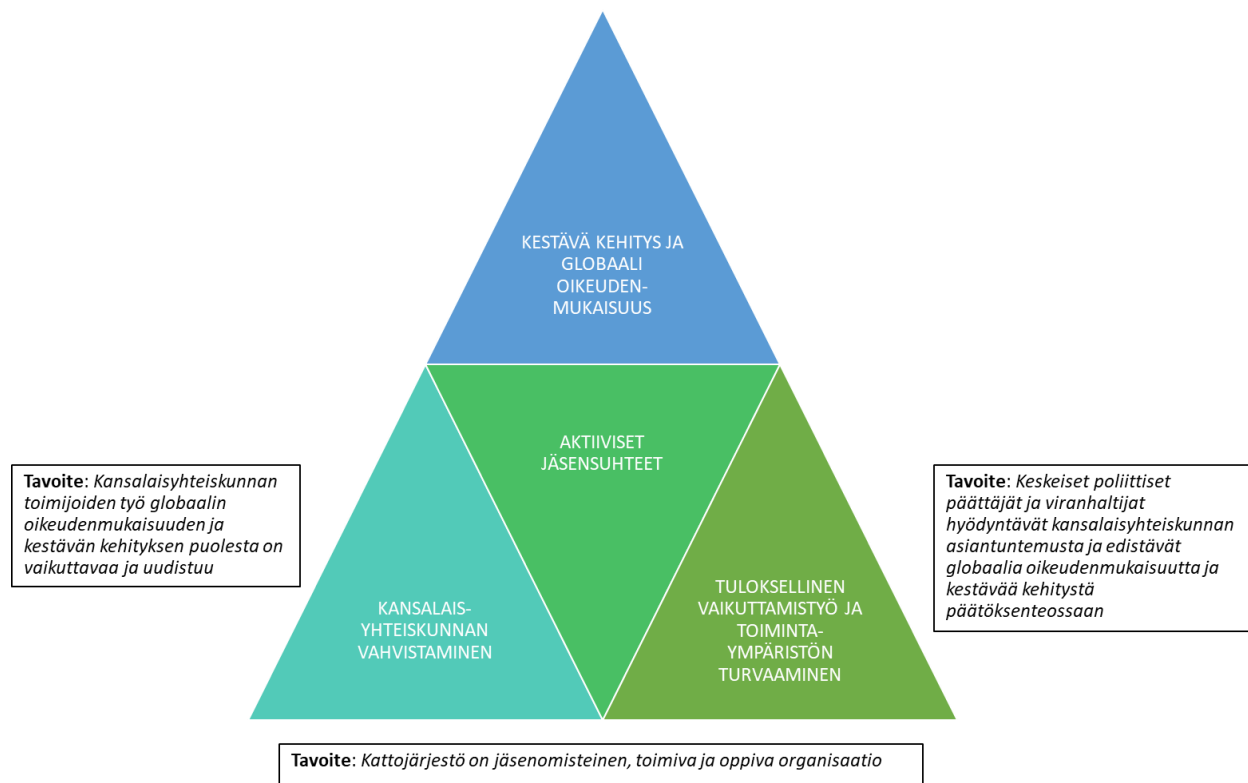 KESTÄVÄ KEHITYS JA
GLOBAALI
OIKEUDEN-
MUKAISUUS
AKTIIVISET
JÄSENSUHTEET
Tavoite: Kansalaisyhteiskunnan
toimijoiden työ globaalin
oikeudenmukaisuuden ja
kestävän kehityksen puolesta on
vaikuttavaa ja uudistuu
Tavoite: Keskeiset poliittiset
päättäjät ja viranhaltijat
hyödyntävät kansalaisyhteiskunnan
asiantuntemusta ja edistävät
globaalia oikeudenmukaisuutta ja
kestävää kehitystä
päätöksenteossaan
KANSALAIS-
YHTEISKUNNAN
VAHVISTAMINEN
TULOKSELLINEN
VAIKUTTAMISTYÖ JA
TOIMINTA-
YMPÄRISTÖN
TURVAAMINEN
Tavoite: Kattojärjestö on jäsenomisteinen, toimiva ja oppiva organisaatio